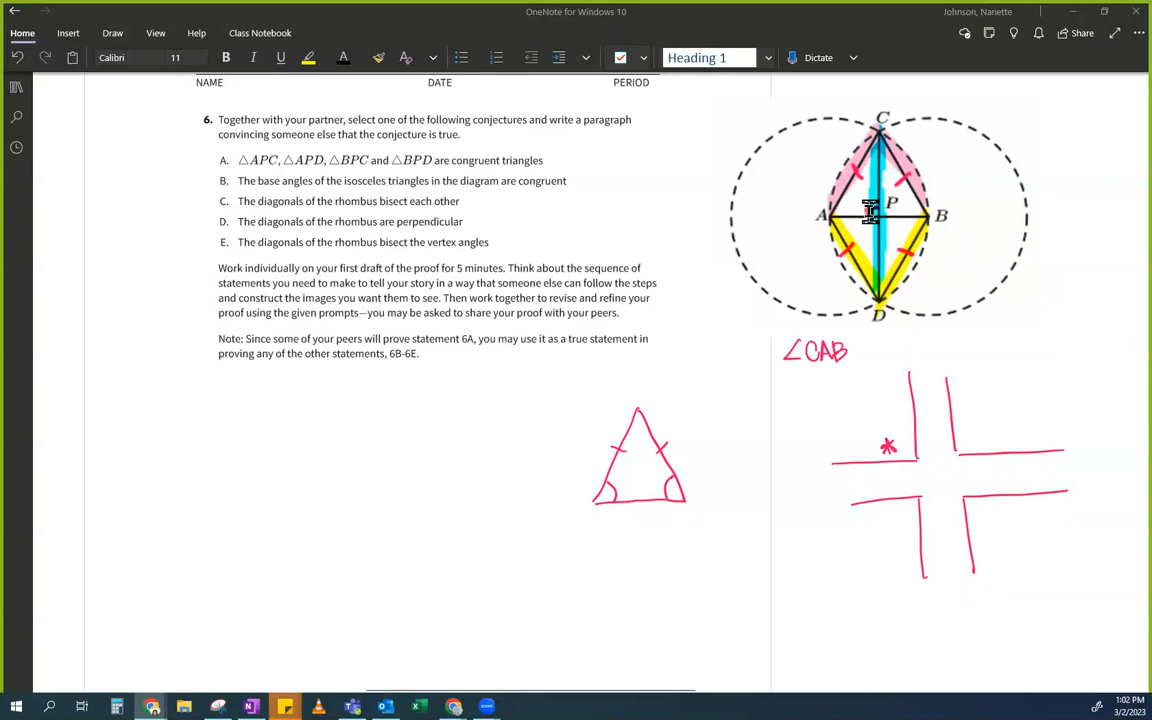 OneNote for Windows 10
Johnson, Nanette
Home Insert Draw View Help Class Notebook
Share
Calibri 11 B I U A Heading 1 Dictate
NAME DATE PERIOD
6. Together with your partner, select one of the following conjectures and write a paragraph
convincing someone else that the conjecture is true.
A. △APC, △APD, △BPC and △BPD are congruent triangles
B. The base angles of the isosceles triangles in the diagram are congruent
C. The diagonals of the rhombus bisect each other
D. The diagonals of the rhombus are perpendicular
E. The diagonals of the rhombus bisect the vertex angles
Work individually on your first draft of the proof for 5 minutes. Think about the sequence of
statements you need to make to tell your story in a way that someone else can follow the steps
and construct the images you want them to see. Then work together to revise and refine your
proof using the given prompts—you may be asked to share your proof with your peers.
Note: Since some of your peers will prove statement 6A, you may use it as a true statement in
proving any of the other statements, 6B-6E.
C
P
A B
D
∠CAB
*
1:02 PM
3/2/2023